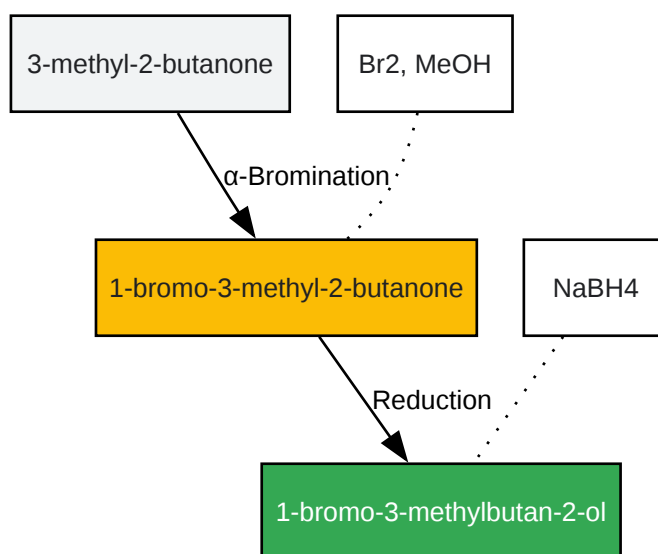 3-methyl-2-butanone
Br2, MeOH
α-Bromination
1-bromo-3-methyl-2-butanone
NaBH4
Reduction
1-bromo-3-methylbutan-2-ol